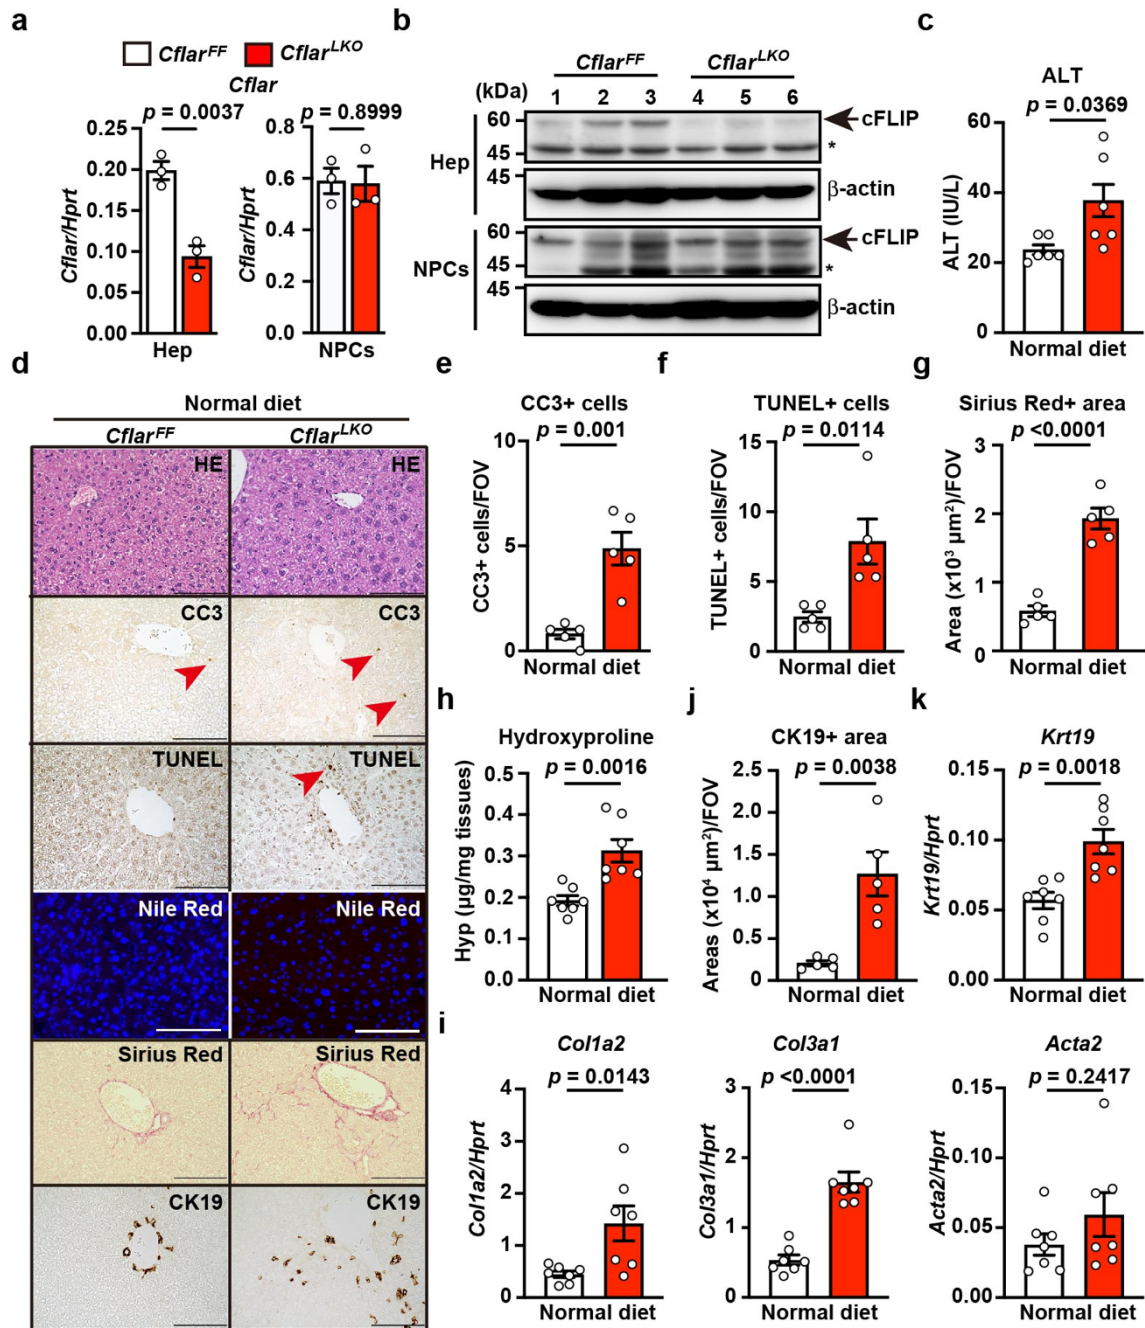 a
Cflar^FF Cflar^LKO
Cflar
p = 0.0037 p = 0.8999
Cflar/Hprt
0.25
0.20
0.15
0.10
0.05
0.00
Hep
Cflar/Hprt
0.8
0.6
0.4
0.2
0.0
NPCs
b
Cflar^FF Cflar^LKO
(kDa) 1 2 3 4 5 6
Hep
60 cFLIP
45 *
45 β-actin
NPCs
60 cFLIP
*
45 β-actin
c
ALT
p = 0.0369
ALT (IU/L)
60
40
20
0
Normal diet
d
Normal diet
Cflar^FF Cflar^LKO
HE HE
CC3 CC3
TUNEL TUNEL
Nile Red Nile Red
Sirius Red Sirius Red
CK19 CK19
e
CC3+ cells
p = 0.001
CC3+ cells/FOV
10
5
0
Normal diet
f
TUNEL+ cells
p = 0.0114
TUNEL+ cells/FOV
15
10
5
0
Normal diet
g
Sirius Red+ area
p <0.0001
Area (x10³ µm²)/FOV
3
2
1
0
Normal diet
h
Hydroxyproline
p = 0.0016
Hyp (µg/mg tissues)
0.5
0.4
0.3
0.2
0.1
0.0
Normal diet
j
CK19+ area
p = 0.0038
Areas (x10⁴ µm²)/FOV
2.5
2.0
1.5
1.0
0.5
0
Normal diet
k
Krt19
p = 0.0018
Krt19/Hprt
0.15
0.10
0.05
0.00
Normal diet
i
Col1a2
p = 0.0143
Col1a2/Hprt
4
3
2
1
0
Normal diet
Col3a1
p <0.0001
Col3a1/Hprt
3
2
1
0
Normal diet
Acta2
p = 0.2417
Acta2/Hprt
0.15
0.10
0.05
0.00
Normal diet